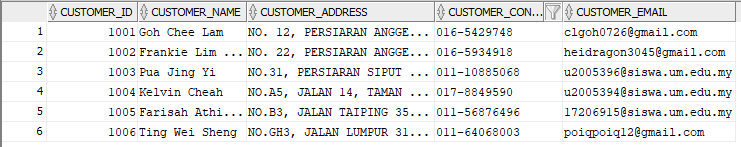 CUSTOMER_ID CUSTOMER_NAME CUSTOMER_ADDRESS CUSTOMER_CON... CUSTOMER_EMAIL
1 1001 Goh Chee Lam NO. 12, PERSIARAN ANGGE... 016-5429748 clgoh0726@gmail.com
2 1002 Frankie Lim ... NO. 22, PERSIARAN ANGGE... 016-5934918 heidragon3045@gmail.com
3 1003 Pua Jing Yi NO.31, PERSIARAN SIPUT ... 011-10885068 u2005396@siswa.um.edu.my
4 1004 Kelvin Cheah NO.A5, JALAN 14, TAMAN ... 017-8849590 u2005394@siswa.um.edu.my
5 1005 Farisah Athi... NO.B3, JALAN TAIPING 35... 011-56876496 17206915@siswa.um.edu.my
6 1006 Ting Wei Sheng NO.GH3, JALAN LUMPUR 31... 011-64068003 poiqpoiq12@gmail.com